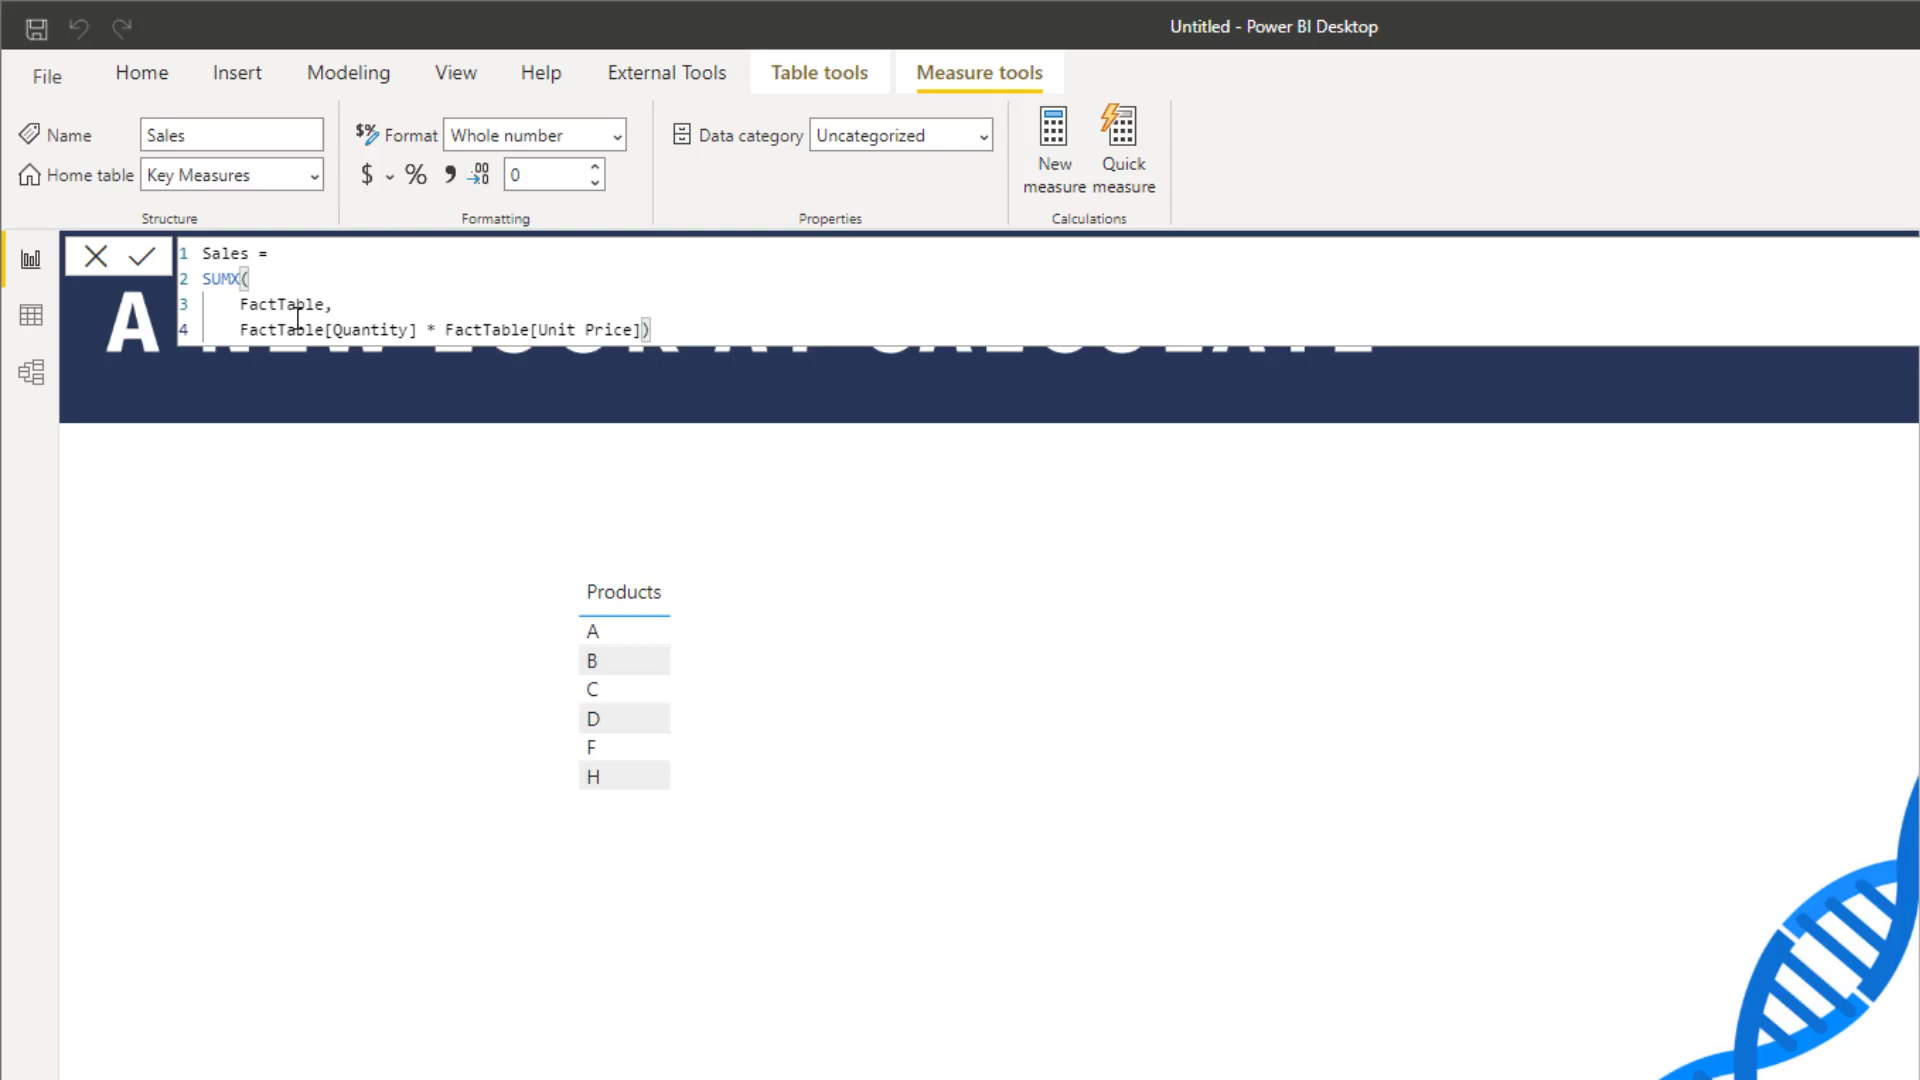 Untitled - Power BI Desktop
File Home Insert Modeling View Help External Tools Table tools Measure tools
Name Sales
Home table Key Measures
Structure
Format Whole number
$ % , .00 0
Formatting
Data category Uncategorized
Properties
New measure
Quick measure
Calculations
1 Sales =
2 SUMX(
3 FactTable,
4 FactTable[Quantity] * FactTable[Unit Price])
A
Products
A
B
C
D
F
H